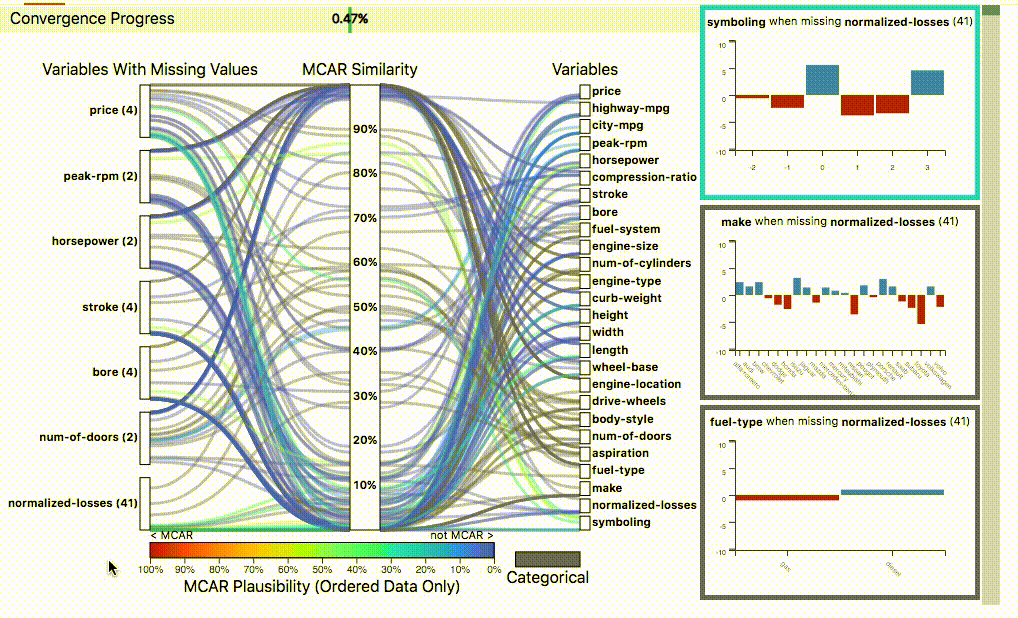 Convergence Progress
0.47%
Variables With Missing Values
MCAR Similarity
Variables
price (4)
peak-rpm (2)
horsepower (2)
stroke (4)
bore (4)
num-of-doors (2)
normalized-losses (41)
90%
80%
70%
60%
50%
40%
30%
20%
10%
price
highway-mpg
city-mpg
peak-rpm
horsepower
compression-ratio
stroke
bore
fuel-system
engine-size
num-of-cylinders
engine-type
curb-weight
height
width
length
wheel-base
engine-location
drive-wheels
body-style
num-of-doors
aspiration
fuel-type
make
normalized-losses
symboling
< MCAR
not MCAR >
100% 90% 80% 70% 60% 50% 40% 30% 20% 10% 0%
MCAR Plausibility (Ordered Data Only)
Categorical
symboling when missing normalized-losses (41)
10
5
0
-5
-10
-2 -1 0 1 2 3
make when missing normalized-losses (41)
10
5
0
-5
-10
fuel-type when missing normalized-losses (41)
10
5
0
-5
-10
gas
diesel